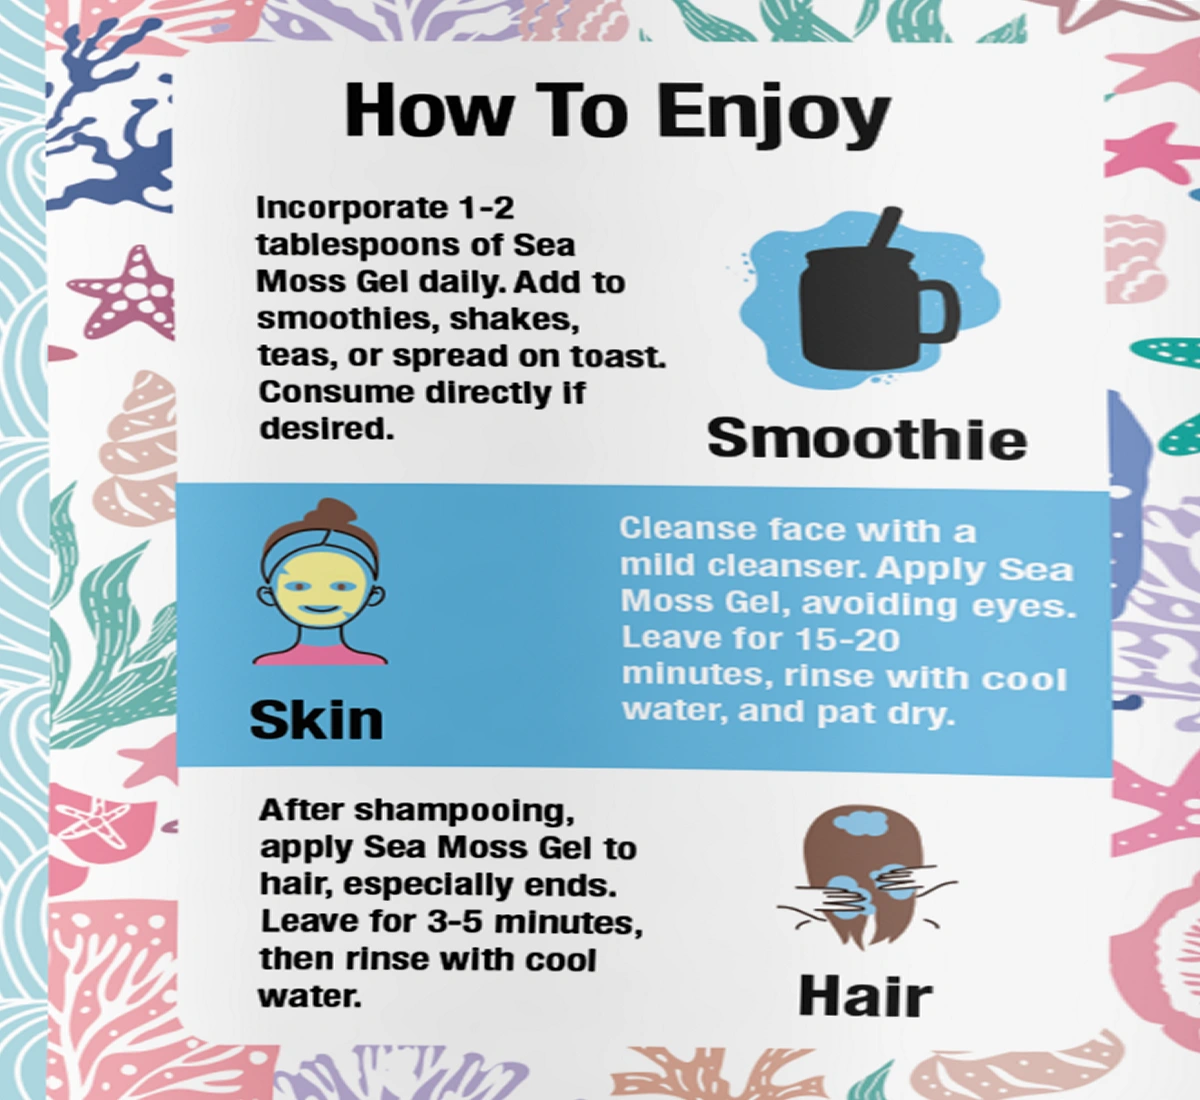 How To Enjoy
Incorporate 1-2
tablespoons of Sea
Moss Gel daily. Add to
smoothies, shakes,
teas, or spread on toast.
Consume directly if
desired.
Smoothie
Cleanse face with a
mild cleanser. Apply Sea
Moss Gel, avoiding eyes.
Leave for 15-20
minutes, rinse with cool
water, and pat dry.
Skin
After shampooing,
apply Sea Moss Gel to
hair, especially ends.
Leave for 3-5 minutes,
then rinse with cool
water.
Hair